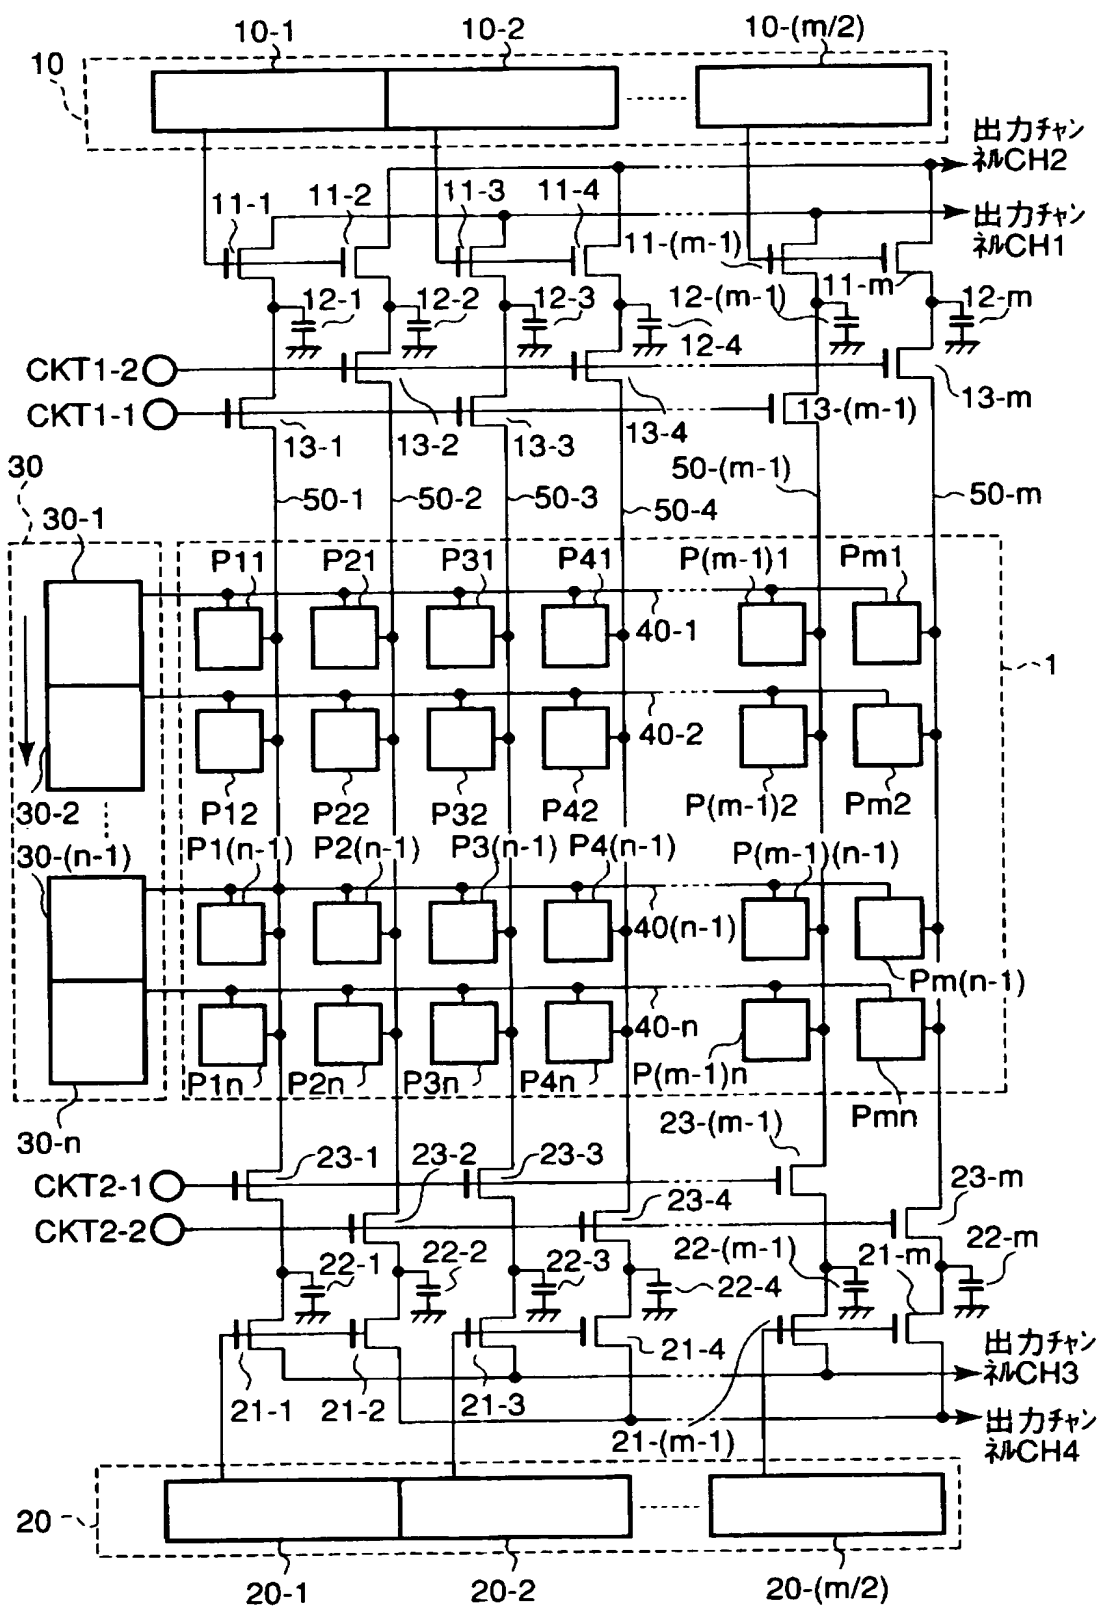 10-1
10-2
10-(m/2)
10
出力チャン
ネルCH2
11-1
11-2
11-3
11-4
出力チャン
ネルCH1
11-(m-1)
11-m
12-1
12-2
12-3
12-(m-1)
12-m
12-4
CKT1-2
CKT1-1
13-1
13-2
13-3
13-4
13-(m-1)
13-m
30
50-1
50-2
50-3
50-4
50-(m-1)
50-m
30-1
P11
P21
P31
P41
P(m-1)1
Pm1
40-1
1
40-2
30-2
P12
P22
P32
P42
P(m-1)2
Pm2
30-(n-1)
P1(n-1)
P2(n-1)
P3(n-1)
P4(n-1)
P(m-1)(n-1)
40(n-1)
Pm(n-1)
40-n
P1n
P2n
P3n
P4n
P(m-1)n
Pmn
30-n
23-(m-1)
CKT2-1
23-1
23-2
23-3
23-m
CKT2-2
23-4
22-1
22-2
22-3
22-4
22-(m-1)
21-m
22-m
21-4
出力チャン
ネルCH3
21-1
21-2
21-3
21-(m-1)
出力チャン
ネルCH4
20
20-1
20-2
20-(m/2)